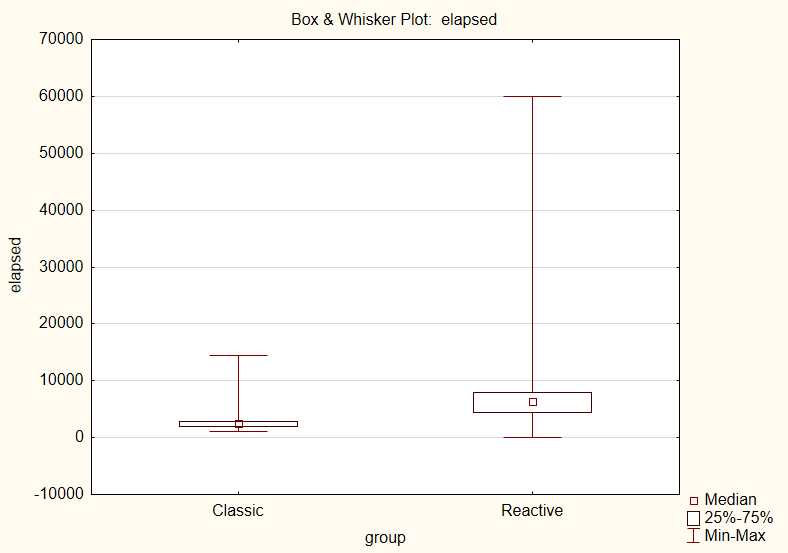 Box & Whisker Plot: elapsed
70000
60000
50000
40000
30000
20000
10000
0
-10000
elapsed
Classic
Reactive
group
Median
25%-75%
Min-Max